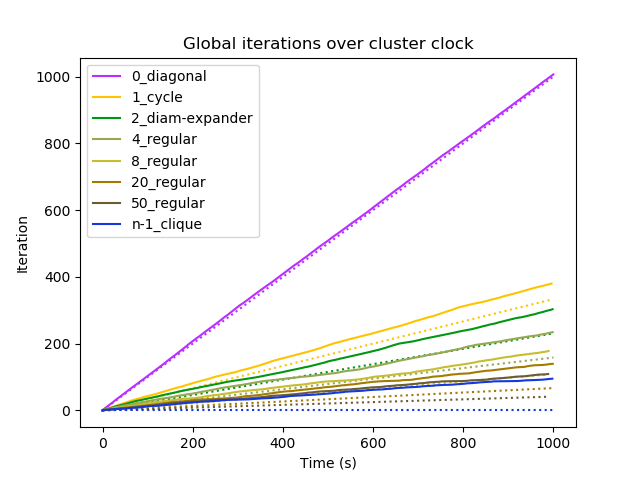 Global iterations over cluster clock
1000
800
600
400
200
0
Iteration
0_diagonal
1_cycle
2_diam-expander
4_regular
8_regular
20_regular
50_regular
n-1_clique
0 200 400 600 800 1000
Time (s)